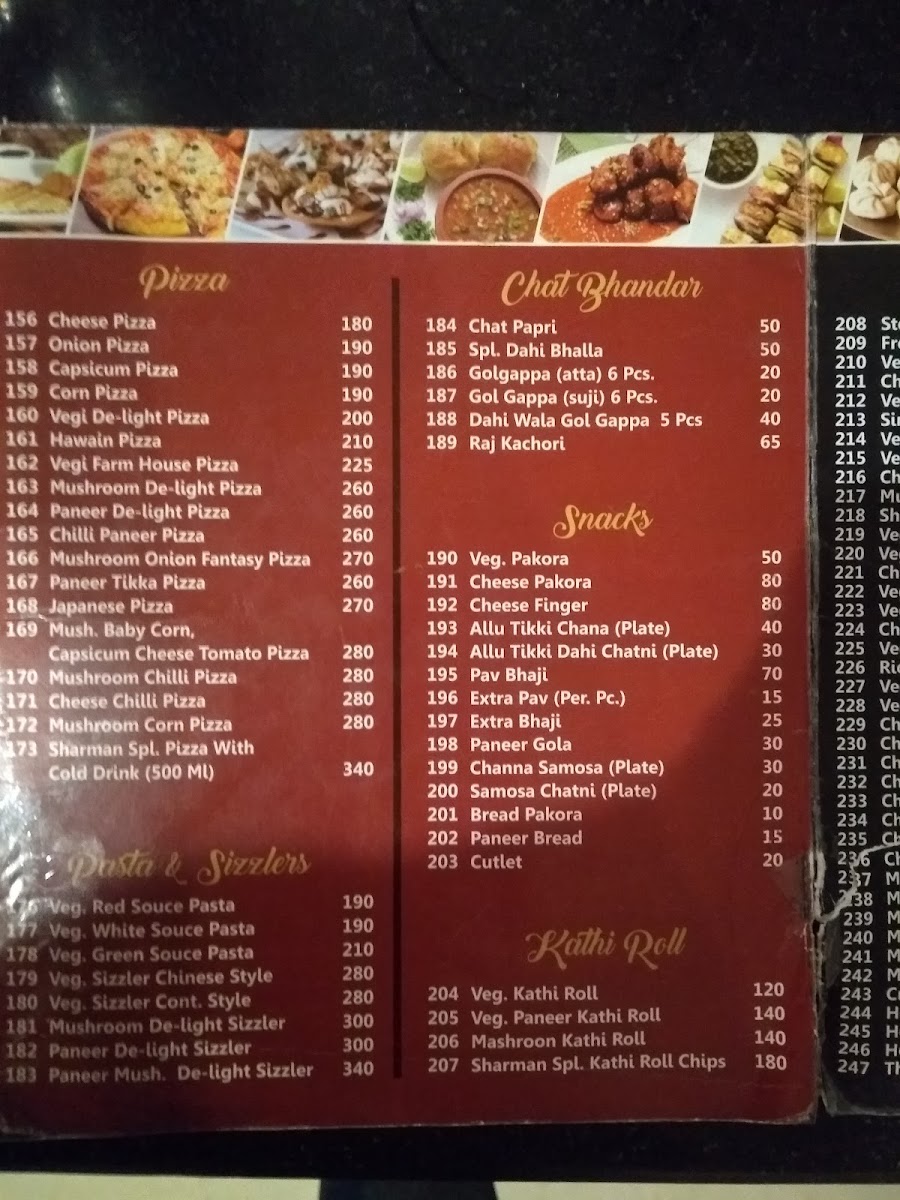 Pizza
156 Cheese Pizza 180
157 Onion Pizza 190
158 Capsicum Pizza 190
159 Corn Pizza 190
160 Vegi De-light Pizza 200
161 Hawain Pizza 210
162 Vegi Farm House Pizza 225
163 Mushroom De-light Pizza 260
164 Paneer De-light Pizza 260
165 Chilli Paneer Pizza 260
166 Mushroom Onion Fantasy Pizza 270
167 Paneer Tikka Pizza 260
168 Japanese Pizza 270
169 Mush. Baby Corn,
Capsicum Cheese Tomato Pizza 280
170 Mushroom Chilli Pizza 280
171 Cheese Chilli Pizza 280
172 Mushroom Corn Pizza 280
173 Sharman Spl. Pizza With
Cold Drink (500 Ml) 340
Pasta & Sizzlers
176 Veg. Red Souce Pasta 190
177 Veg. White Souce Pasta 190
178 Veg. Green Souce Pasta 210
179 Veg. Sizzler Chinese Style 280
180 Veg. Sizzler Cont. Style 280
181 Mushroom De-light Sizzler 300
182 Paneer De-light Sizzler 300
183 Paneer Mush. De-light Sizzler 340
Chat Bhandar
184 Chat Papri 50
185 Spl. Dahi Bhalla 50
186 Golgappa (atta) 6 Pcs. 20
187 Gol Gappa (suji) 6 Pcs. 20
188 Dahi Wala Gol Gappa 5 Pcs 40
189 Raj Kachori 65
Snacks
190 Veg. Pakora 50
191 Cheese Pakora 80
192 Cheese Finger 80
193 Allu Tikki Chana (Plate) 40
194 Allu Tikki Dahi Chatni (Plate) 30
195 Pav Bhaji 70
196 Extra Pav (Per. Pc.) 15
197 Extra Bhaji 25
198 Paneer Gola 30
199 Channa Samosa (Plate) 30
200 Samosa Chatni (Plate) 20
201 Bread Pakora 10
202 Paneer Bread 15
203 Cutlet 20
Kathi Roll
204 Veg. Kathi Roll 120
205 Veg. Paneer Kathi Roll 140
206 Mashroon Kathi Roll 140
207 Sharman Spl. Kathi Roll Chips 180
208
209
210
211
212
213
214
215
216
217
218
219
220
221
222
223
224
225
226
227
228
229
230
231
232
233
234
235
236
237
238
239
240
241
242
243
244
245
246
247